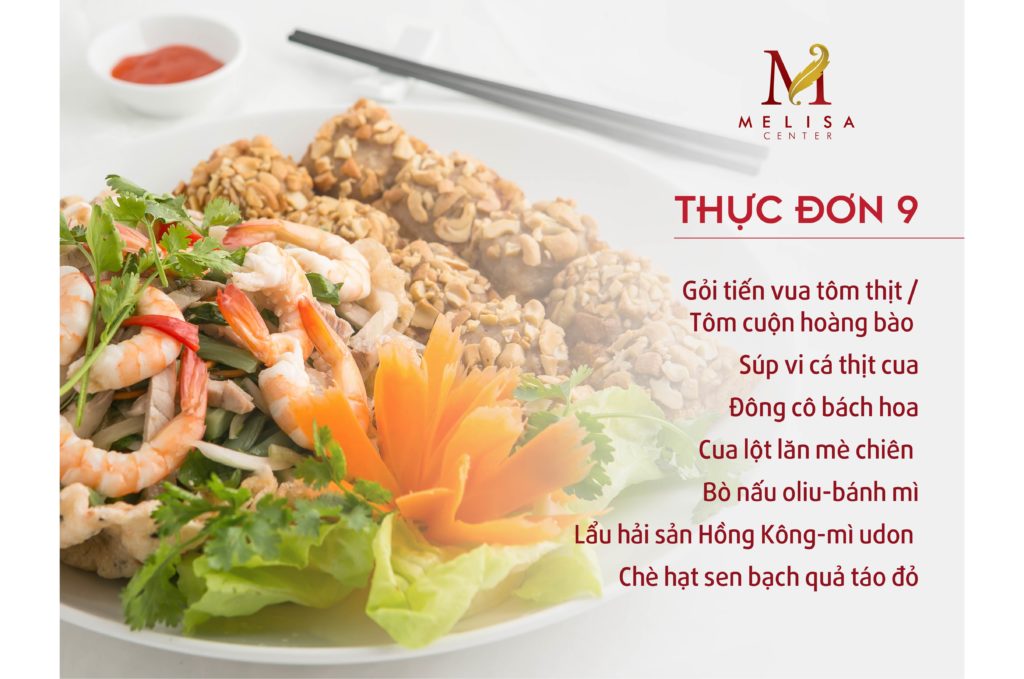 M
MELISA
CENTER
THỰC ĐƠN 9
Gỏi tiến vua tôm thịt /
Tôm cuộn hoàng bào
Súp vi cá thịt cua
Đông cô bách hoa
Cua lột lăn mè chiên
Bò nấu oliu-bánh mì
Lẩu hải sản Hồng Kông-mì udon
Chè hạt sen bạch quả táo đỏ